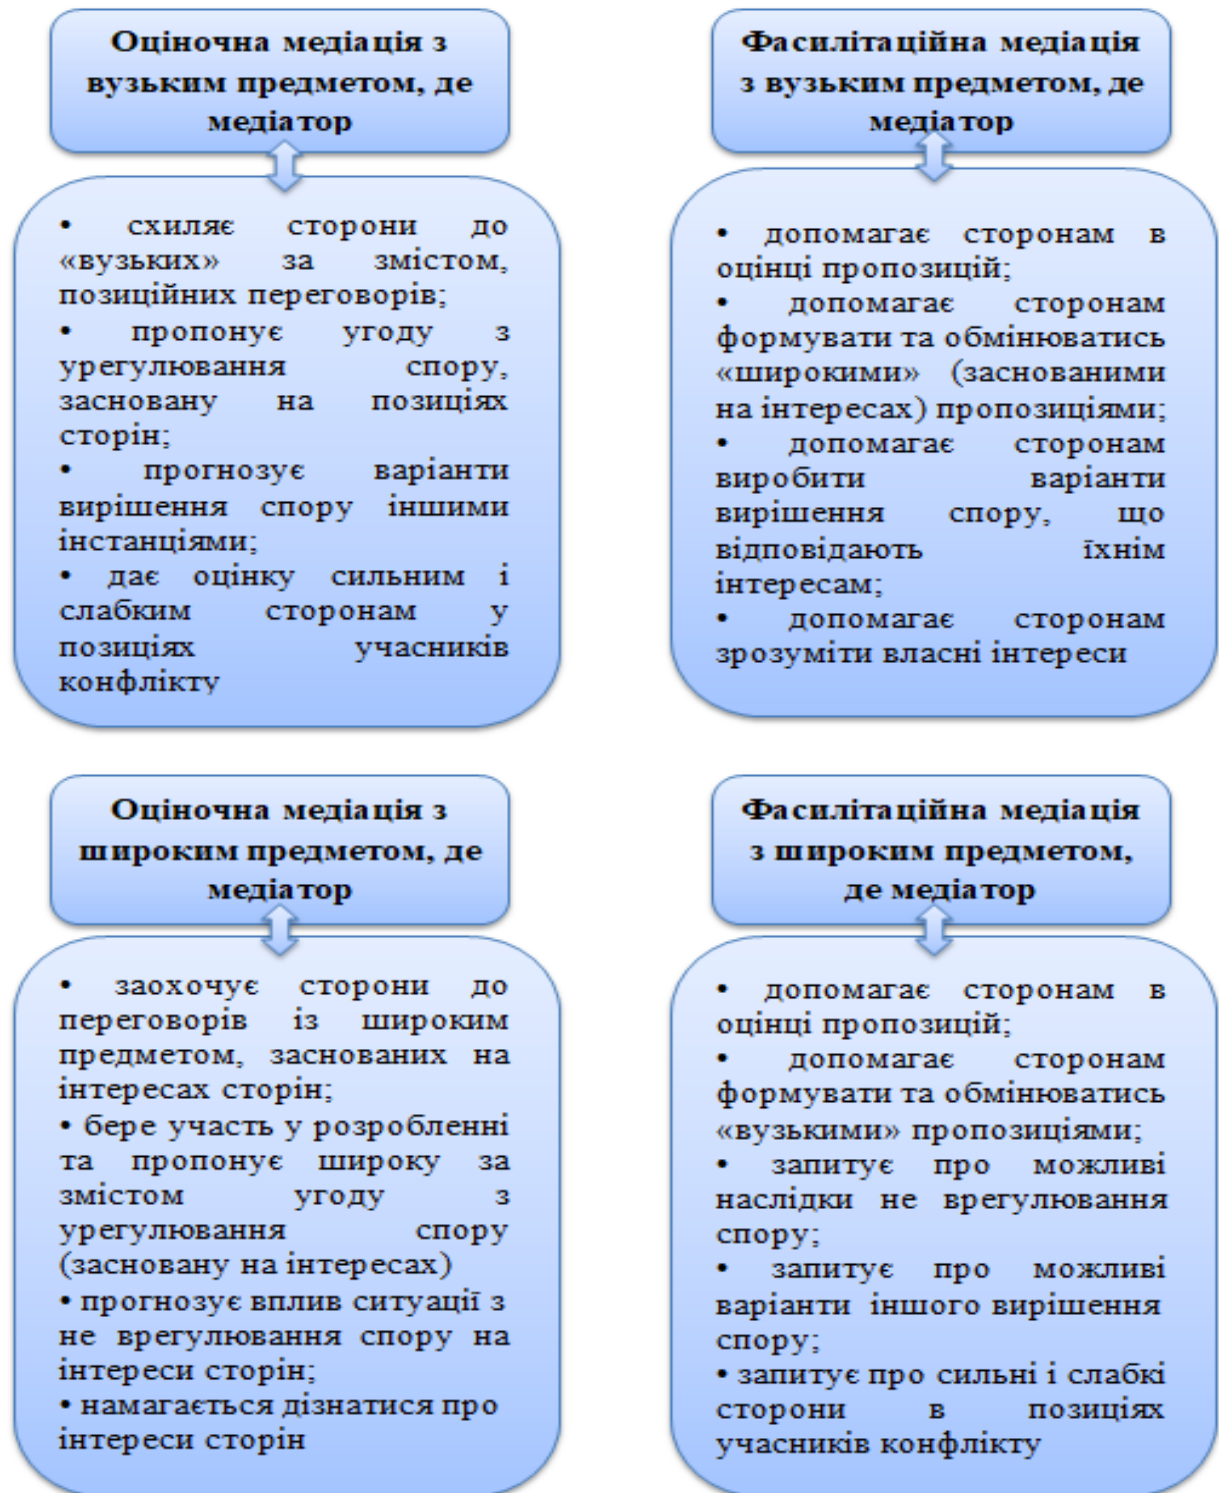 Оціночна медіація з
вузьким предметом, де
медіатор
• схиляє сторони до
«вузьких» за змістом,
позиційних переговорів;
• пропонує угоду з
урегулювання спору,
засновану на позиціях
сторін;
• прогнозує варіанти
вирішення спору іншими
інстанціями;
• дає оцінку сильним і
слабким сторонам у
позиціях учасників
конфлікту
Фасилітаційна медіація
з вузьким предметом, де
медіатор
• допомагає сторонам в
оцінці пропозицій;
• допомагає сторонам
формувати та обмінюватись
«широкими» (заснованими
на інтересах) пропозиціями;
• допомагає сторонам
виробити варіанти
вирішення спору, що
відповідають їхнім
інтересам;
• допомагає сторонам
зрозуміти власні інтереси
Оціночна медіація з
широким предметом, де
медіатор
• заохочує сторони до
переговорів із широким
предметом, заснованих на
інтересах сторін;
• бере участь у розробленні
та пропонує широку за
змістом угоду з
урегулювання спору
(засновану на інтересах)
• прогнозує вплив ситуації з
не врегулювання спору на
інтереси сторін;
• намагається дізнатися про
інтереси сторін
Фасилітаційна медіація
з широким предметом,
де медіатор
• допомагає сторонам в
оцінці пропозицій;
• допомагає сторонам
формувати та обмінюватись
«вузькими» пропозиціями;
• запитує про можливі
наслідки не врегулювання
спору;
• запитує про можливі
варіанти іншого вирішення
спору;
• запитує про сильні і слабкі
сторони в позиціях
учасників конфлікту